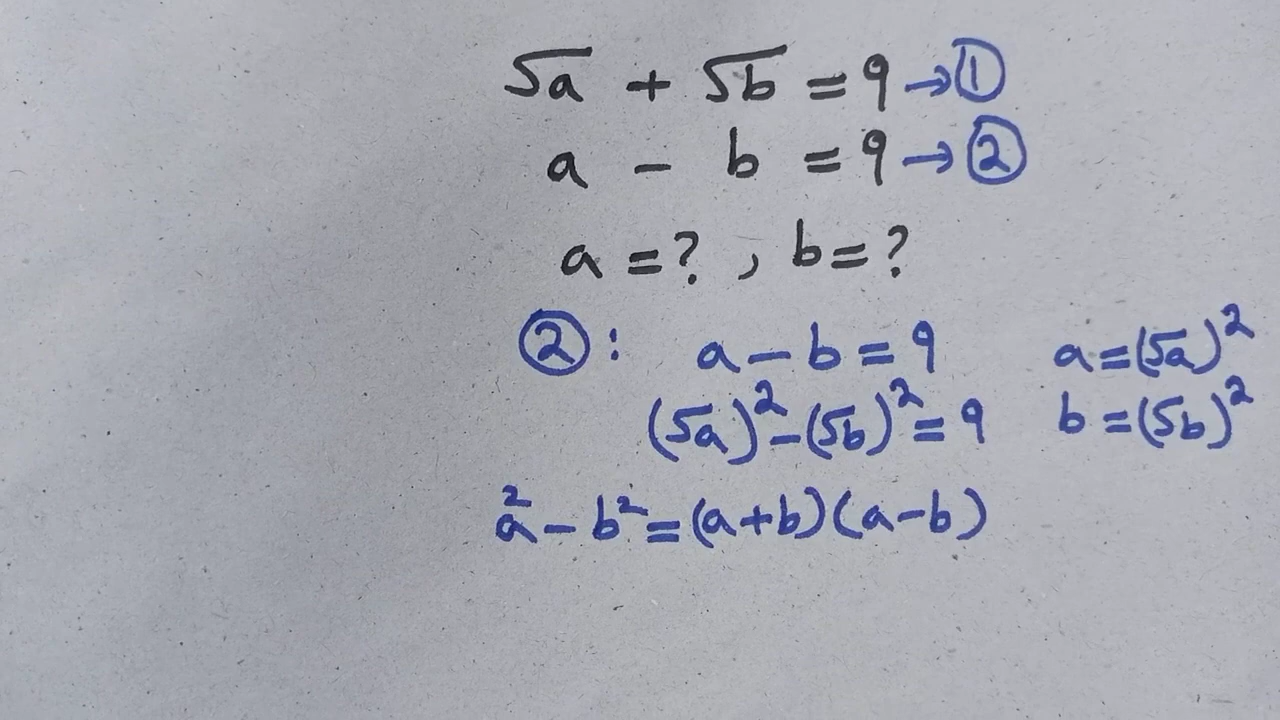 √a + √b = 9 → ①
a - b = 9 → ②
a = ? , b = ?
② : a - b = 9 a = (√a)²
(√a)² - (√b)² = 9 b = (√b)²
a² - b² = (a+b)(a-b)